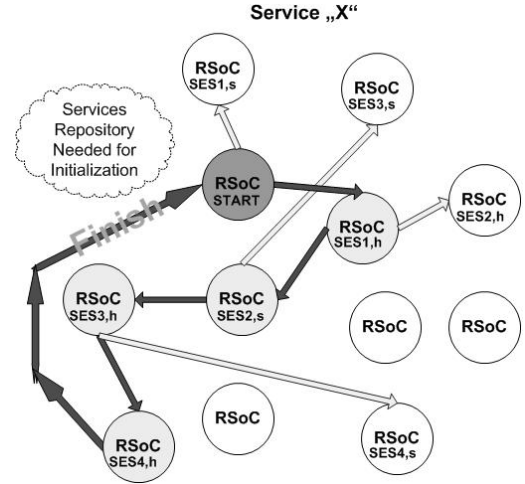 Service „X“
RSoC
SES1,s
RSoC
SES3,s
Services
Repository
Needed for
Initialization
RSoC
START
RSoC
SES2,h
RSoC
SES1,h
Finish
RSoC
SES3,h
RSoC
SES2,s
RSoC
RSoC
RSoC
RSoC
SES4,h
RSoC
SES4,s